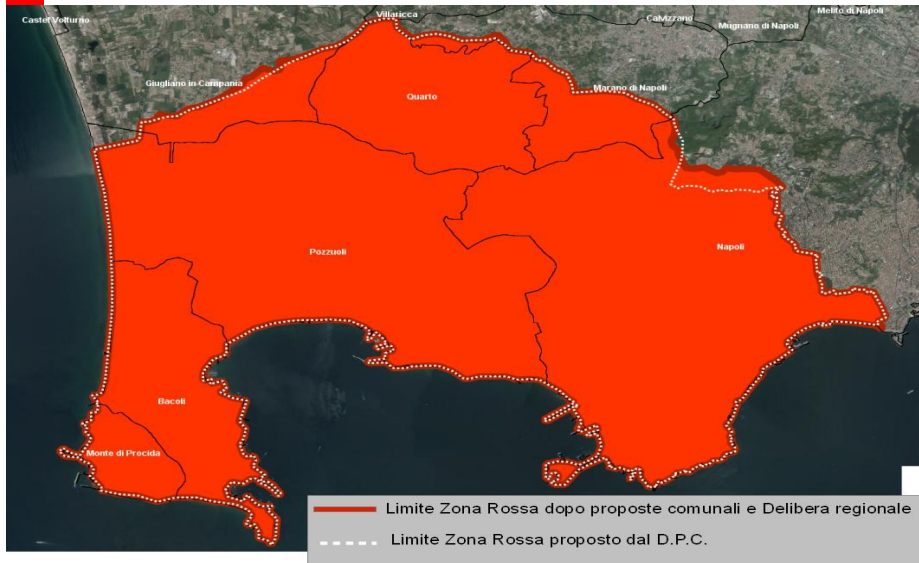 Castel Volturno
Villaricca
Calvizzano
Melito di Napoli
Mugnano di Napoli
Giugliano in Campania
Quarto
Marano di Napoli
Pozzuoli
Napoli
Bacoli
Monte di Procida
Limite Zona Rossa dopo proposte comunali e Delibera regionale
Limite Zona Rossa proposto dal D.P.C.